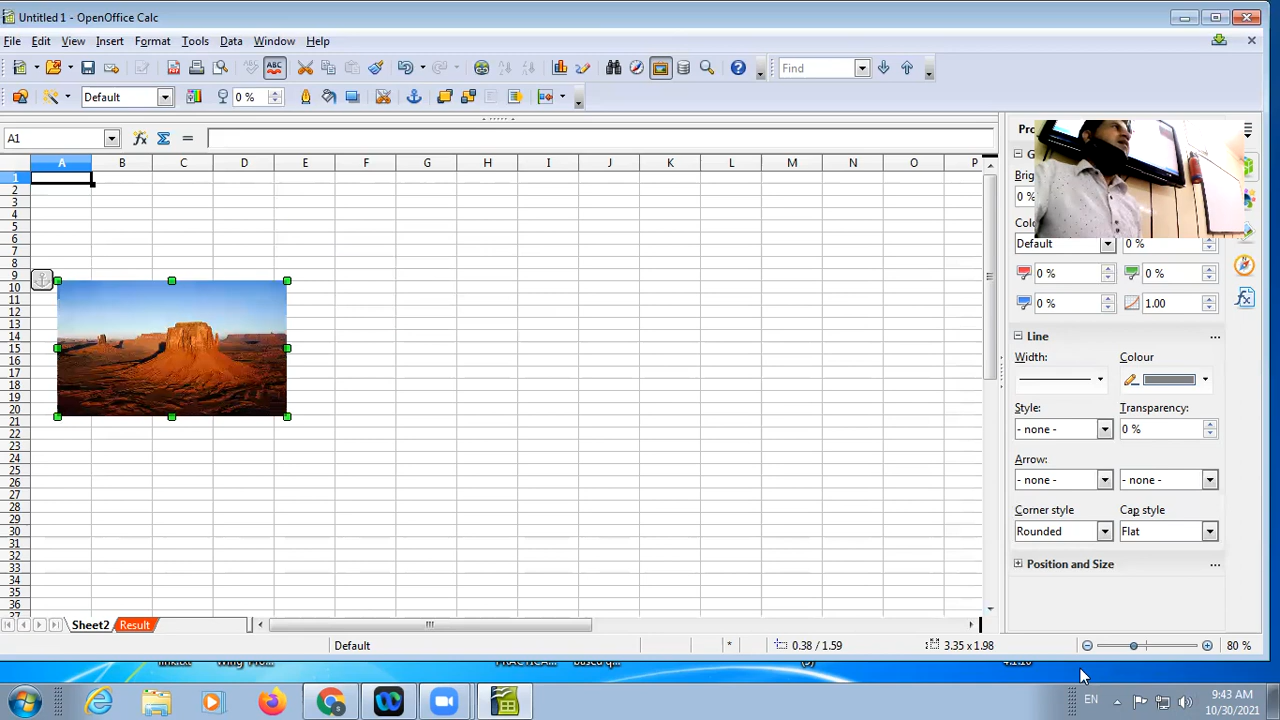 Untitled 1 - OpenOffice Calc
File Edit View Insert Format Tools Data Window Help
ABC Find
Default 0 %
A1
A B C D E F G H J K L M N O P
1
2
3
4
5
6
7
8
9
10
11
12
13
14
15
16
17
18
19
20
21
22
23
24
25
26
27
28
29
30
31
32
33
34
35
36
0 %
Default 0 %
0 % 0 %
0 % 1.00
Line ...
Width: Colour
Style: Transparency:
- none - 0 %
Arrow:
- none - - none -
Corner style Cap style
Rounded Flat
Position and Size ...
Sheet2 Result
Default * 0.38 / 1.59 3.35 x 1.98 80 %
EN 9:43 AM
10/30/2021